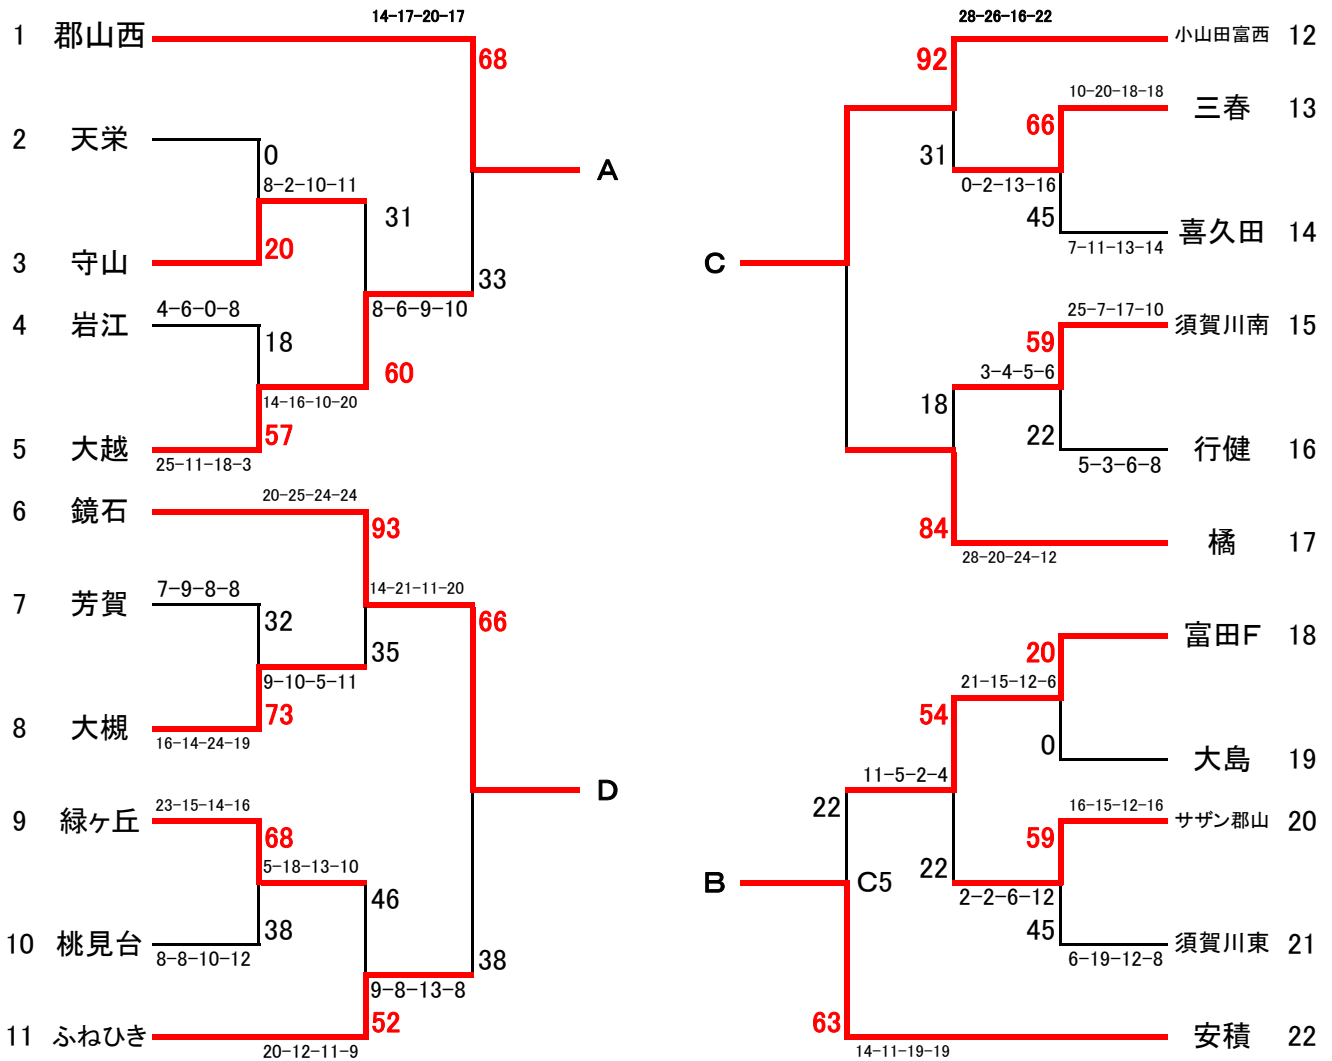 14-17-20-17
1 郡山西
68
2 天栄
0
8-2-10-11
31
A
3 守山
20
33
4 岩江
4-6-0-8
18
8-6-9-10
60
14-16-10-20
5 大越
57
25-11-18-3
6 鏡石
20-25-24-24
93
7 芳賀
7-9-8-8
32
14-21-11-20
66
35
9-10-5-11
8 大槻
73
16-14-24-19
D
9 緑ヶ丘
23-15-14-16
68
5-18-13-10
46
10 桃見台
38
8-8-10-12
38
9-8-13-8
11 ふねひき
52
20-12-11-9
28-26-16-22
小山田富西 12
92
10-20-18-18
三春 13
66
31
0-2-13-16
45
喜久田 14
7-11-13-14
C
25-7-17-10
須賀川南 15
59
3-4-5-6
18
22
行健 16
5-3-6-8
84
橘 17
28-20-24-12
富田F 18
20
21-15-12-6
54
0
大島 19
11-5-2-4
22
16-15-12-16
サザン郡山 20
59
22
B
C5
2-2-6-12
45
須賀川東 21
6-19-12-8
63
安積 22
14-11-19-19